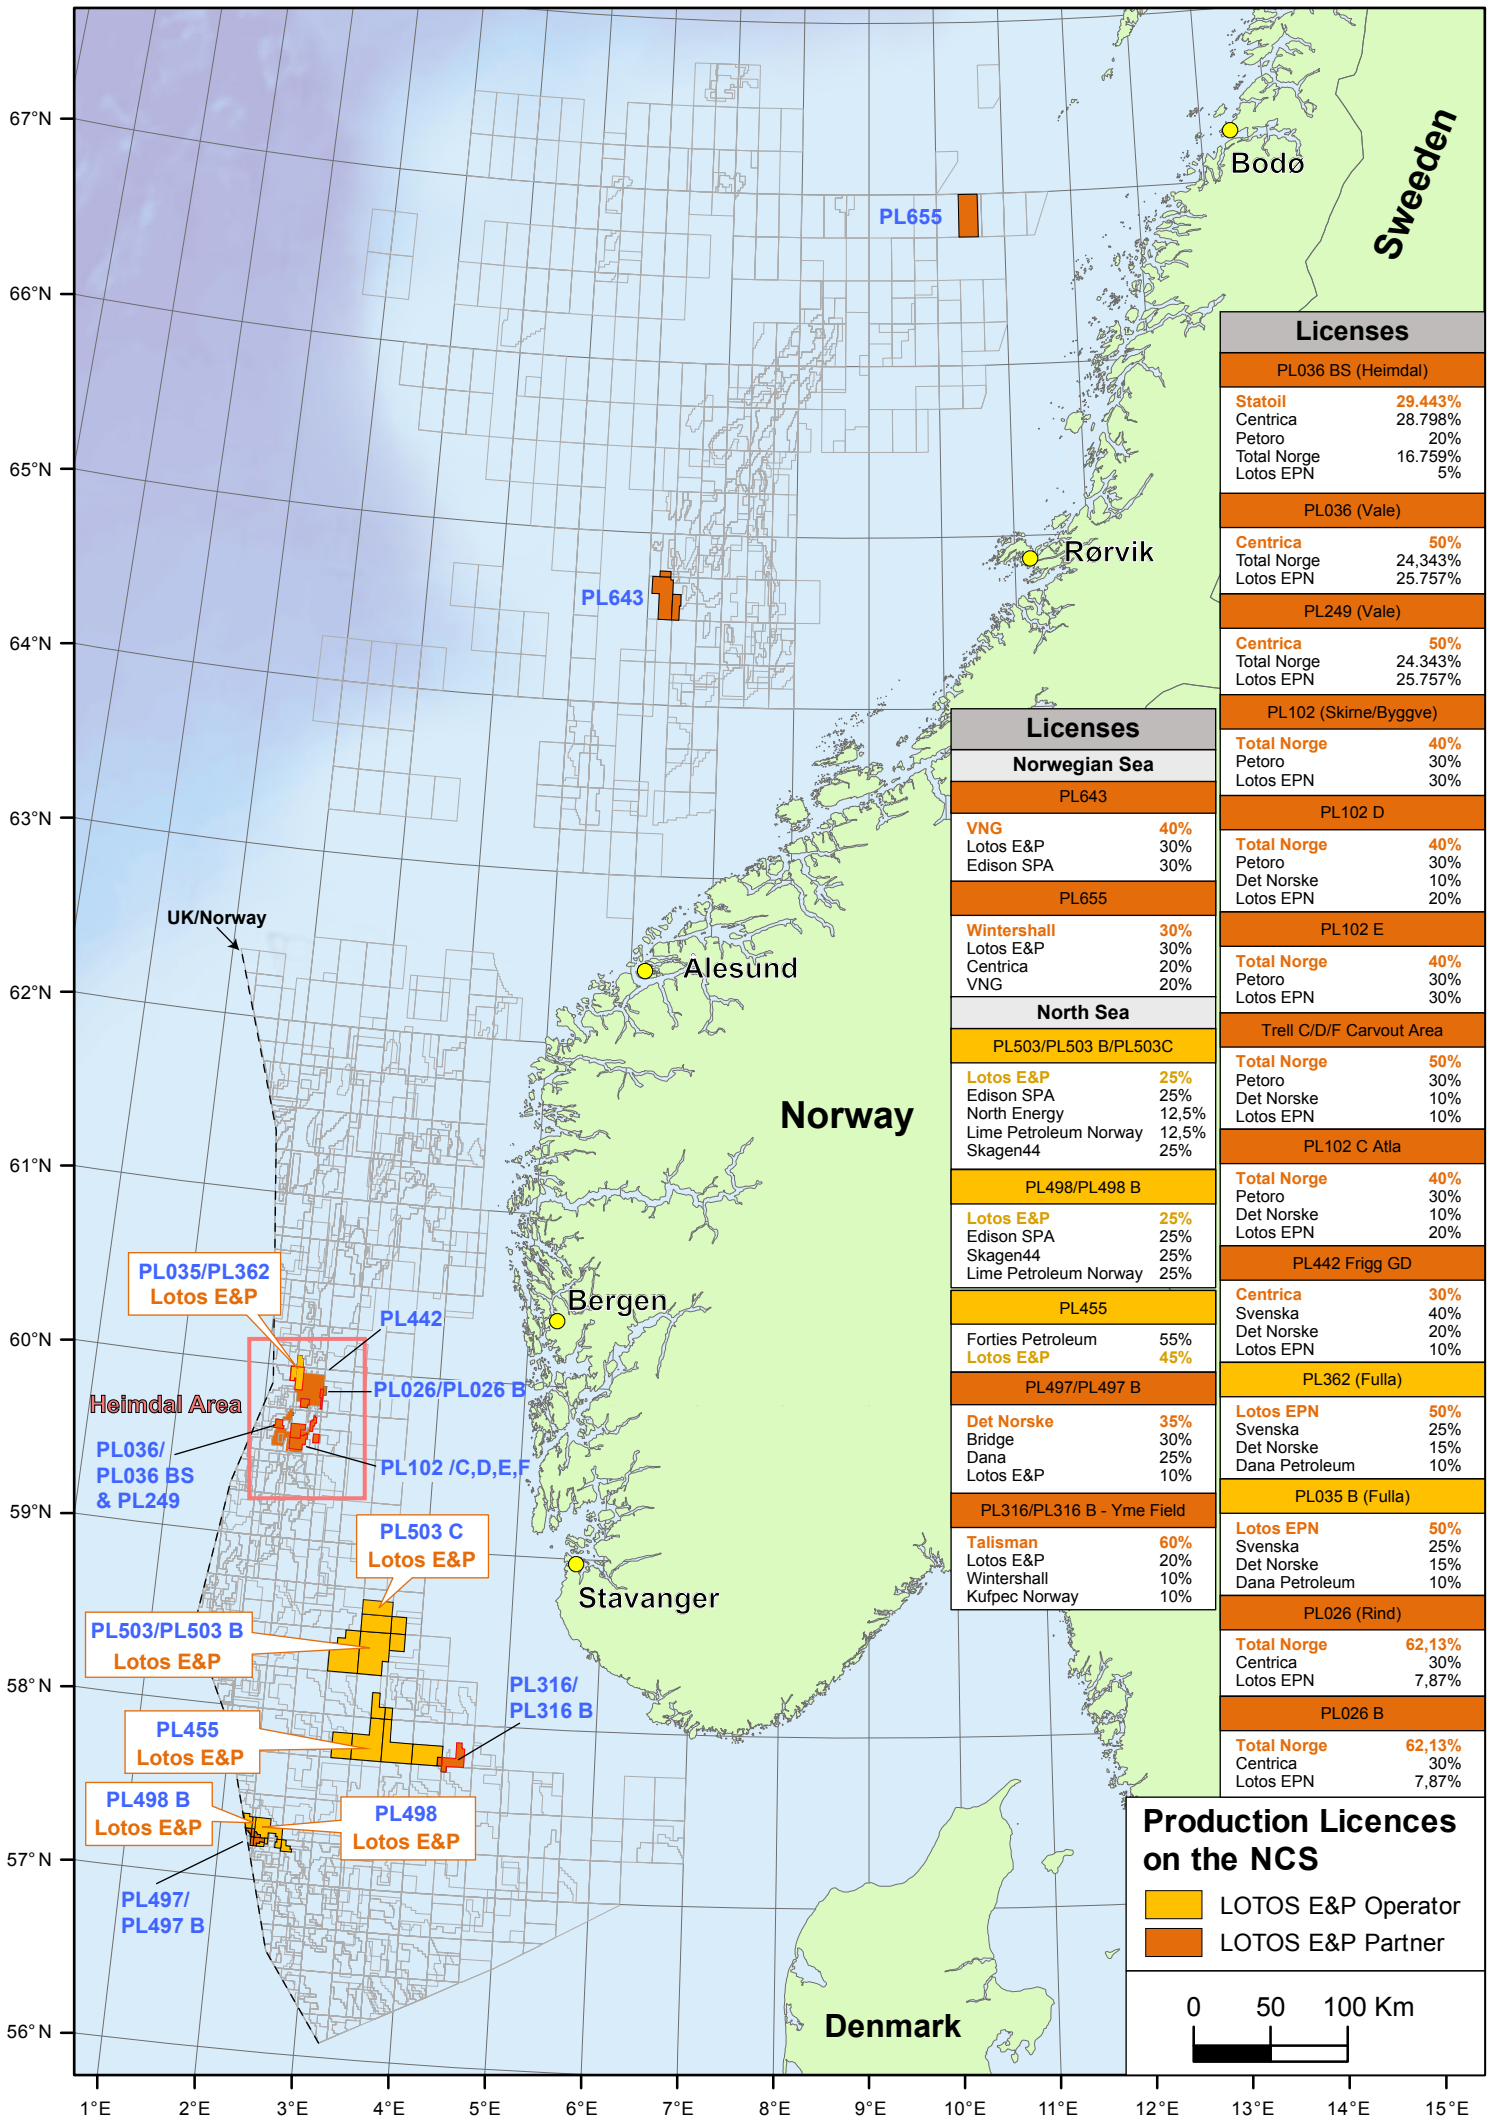 67°N
66°N
65°N
64°N
63°N
62°N
61°N
60°N
59°N
58°N
57°N
56°N
1°E
2°E
3°E
4°E
5°E
6°E
7°E
8°E
9°E
10°E
11°E
12°E
13°E
14°E
15°E
Bodø
Sweeden
PL655
Rørvik
PL643
UK/Norway
Ålesund
Norway
PL035/PL362
Lotos E&P
Bergen
PL442
PL026/PL026 B
Heimdal Area
PL036/
PL036 BS
& PL249
PL102 /C,D,E,F
PL503 C
Lotos E&P
Stavanger
PL503/PL503 B
Lotos E&P
PL316/
PL316 B
PL455
Lotos E&P
PL498 B
Lotos E&P
PL498
Lotos E&P
PL497/
PL497 B
Denmark
Licenses
Norwegian Sea
PL643
VNG 40%
Lotos E&P 30%
Edison SPA 30%
PL655
Wintershall 30%
Lotos E&P 30%
Centrica 20%
VNG 20%
North Sea
PL503/PL503 B/PL503C
Lotos E&P 25%
Edison SPA 25%
North Energy 12,5%
Lime Petroleum Norway 12,5%
Skagen44 25%
PL498/PL498 B
Lotos E&P 25%
Edison SPA 25%
Skagen44 25%
Lime Petroleum Norway 25%
PL455
Forties Petroleum 55%
Lotos E&P 45%
PL497/PL497 B
Det Norske 35%
Bridge 30%
Dana 25%
Lotos E&P 10%
PL316/PL316 B - Yme Field
Talisman 60%
Lotos E&P 20%
Wintershall 10%
Kufpec Norway 10%
Licenses
PL036 BS (Heimdal)
Statoil 29.443%
Centrica 28.798%
Petoro 20%
Total Norge 16.759%
Lotos EPN 5%
PL036 (Vale)
Centrica 50%
Total Norge 24,343%
Lotos EPN 25.757%
PL249 (Vale)
Centrica 50%
Total Norge 24.343%
Lotos EPN 25.757%
PL102 (Skirne/Byggve)
Total Norge 40%
Petoro 30%
Lotos EPN 30%
PL102 D
Total Norge 40%
Petoro 30%
Det Norske 10%
Lotos EPN 20%
PL102 E
Total Norge 40%
Petoro 30%
Lotos EPN 30%
Trell C/D/F Carvout Area
Total Norge 50%
Petoro 30%
Det Norske 10%
Lotos EPN 10%
PL102 C Atla
Total Norge 40%
Petoro 30%
Det Norske 10%
Lotos EPN 20%
PL442 Frigg GD
Centrica 30%
Svenska 40%
Det Norske 20%
Lotos EPN 10%
PL362 (Fulla)
Lotos EPN 50%
Svenska 25%
Det Norske 15%
Dana Petroleum 10%
PL035 B (Fulla)
Lotos EPN 50%
Svenska 25%
Det Norske 15%
Dana Petroleum 10%
PL026 (Rind)
Total Norge 62,13%
Centrica 30%
Lotos EPN 7,87%
PL026 B
Total Norge 62,13%
Centrica 30%
Lotos EPN 7,87%
Production Licences
on the NCS
LOTOS E&P Operator
LOTOS E&P Partner
0 50 100 Km